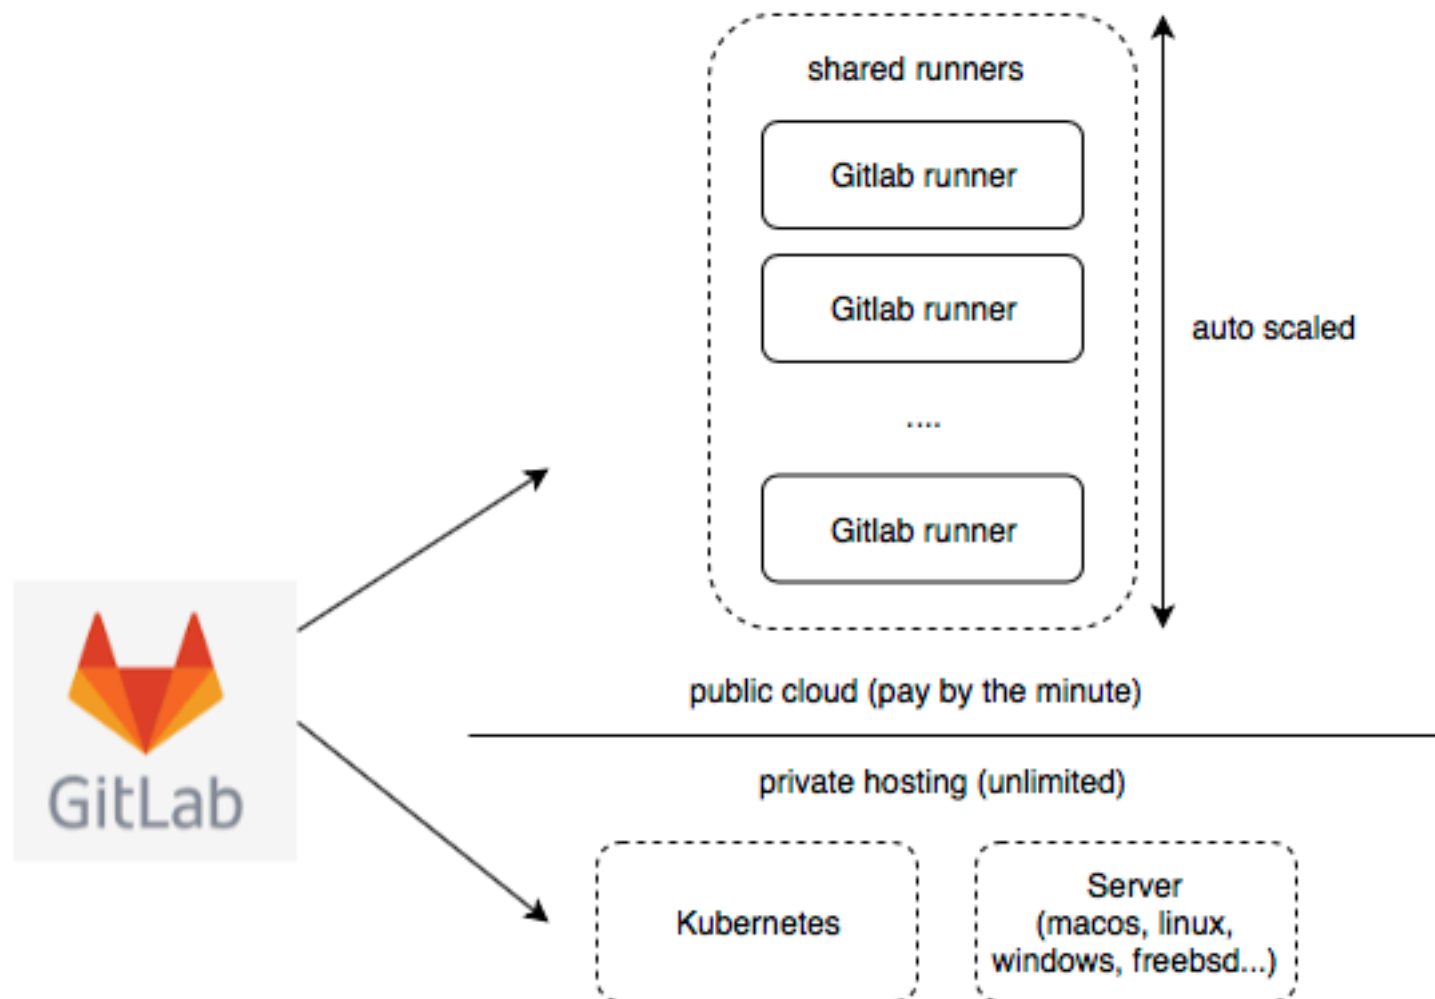 shared runners
Gitlab runner
Gitlab runner
....
Gitlab runner
auto scaled
public cloud (pay by the minute)
GitLab
private hosting (unlimited)
Kubernetes
Server
(macos, linux,
windows, freebsd...)